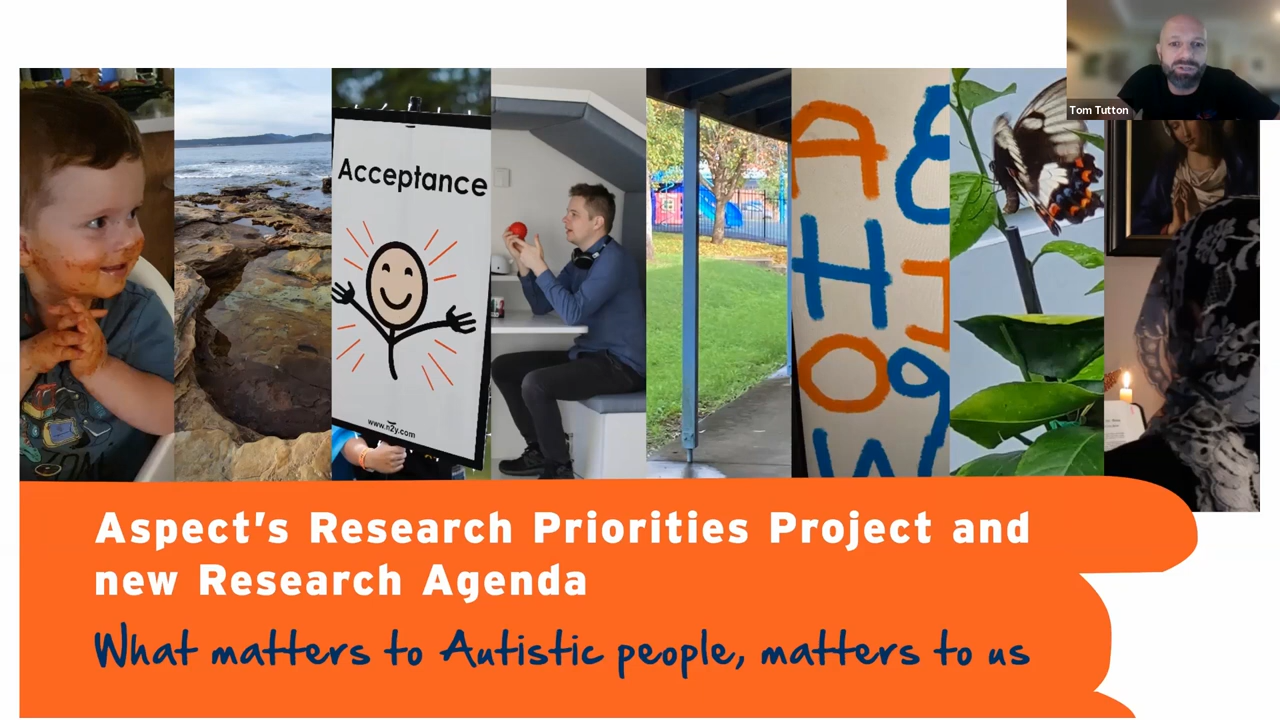 Tom Tutton
Acceptance
www.n2y.com
A
H
O
W
Aspect's Research Priorities Project and
new Research Agenda
What matters to Autistic people, matters to us